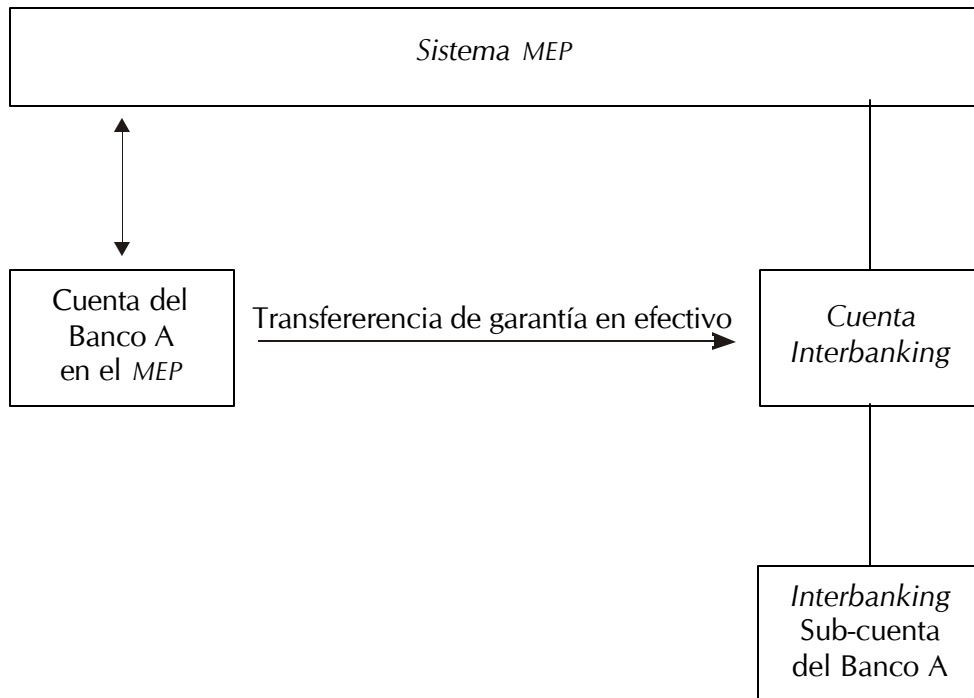 Sistema MEP
Cuenta del
Banco A
en el MEP
Transfererencia de garantía en efectivo
Cuenta
Interbanking
Interbanking
Sub-cuenta
del Banco A